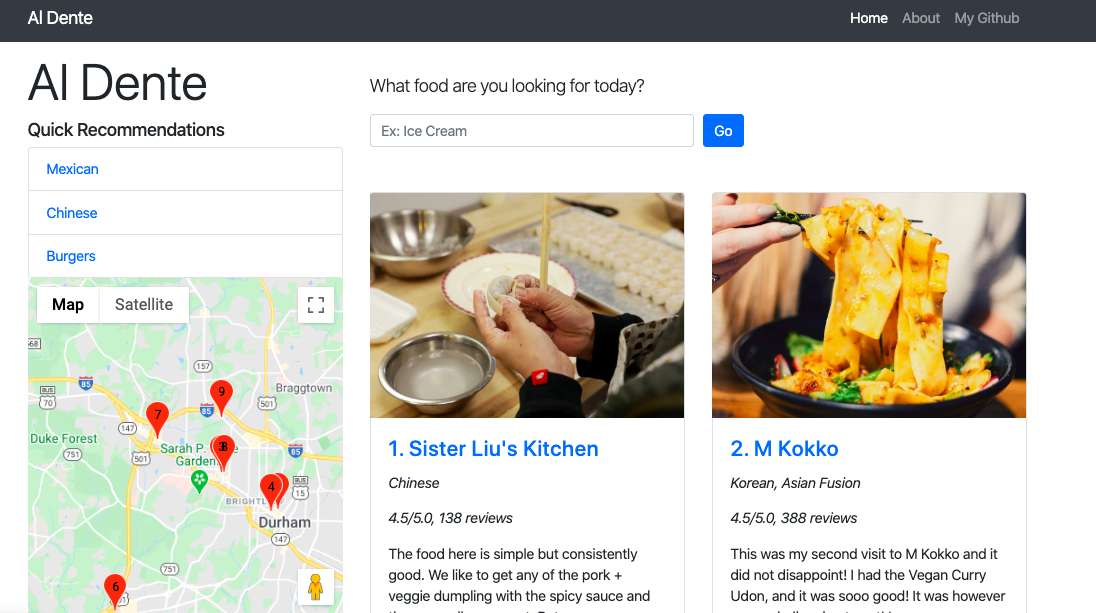 Al Dente
Home About My Github
Al Dente
Quick Recommendations
Mexican
Chinese
Burgers
Map Satellite
157
Braggtown
85
BUS
70
9
85
501
7
147
Duke Forest
751
501
Sarah P.
Garden
85
4
BUS
15
BRIGHTLE
Durham
147
751
6
501
What food are you looking for today?
Ex: Ice Cream
Go
1. Sister Liu's Kitchen
Chinese
4.5/5.0, 138 reviews
The food here is simple but consistently
good. We like to get any of the pork +
veggie dumpling with the spicy sauce and
2. M Kokko
Korean, Asian Fusion
4.5/5.0, 388 reviews
This was my second visit to M Kokko and it
did not disappoint! I had the Vegan Curry
Udon, and it was sooo good! It was however